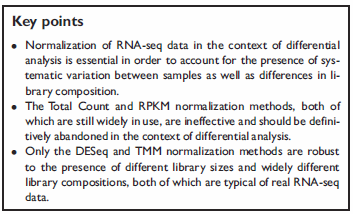 Key points
• Normalization of RNA-seq data in the context of differential
analysis is essential in order to account for the presence of sys-
tematic variation between samples as well as differences in li-
brary composition.
• The Total Count and RPKM normalization methods, both of
which are still widely in use, are ineffective and should be defini-
tively abandoned in the context of differential analysis.
• Only the DESeq and TMM normalization methods are robust
to the presence of different library sizes and widely different
library compositions, both of which are typical of real RNA-seq
data.